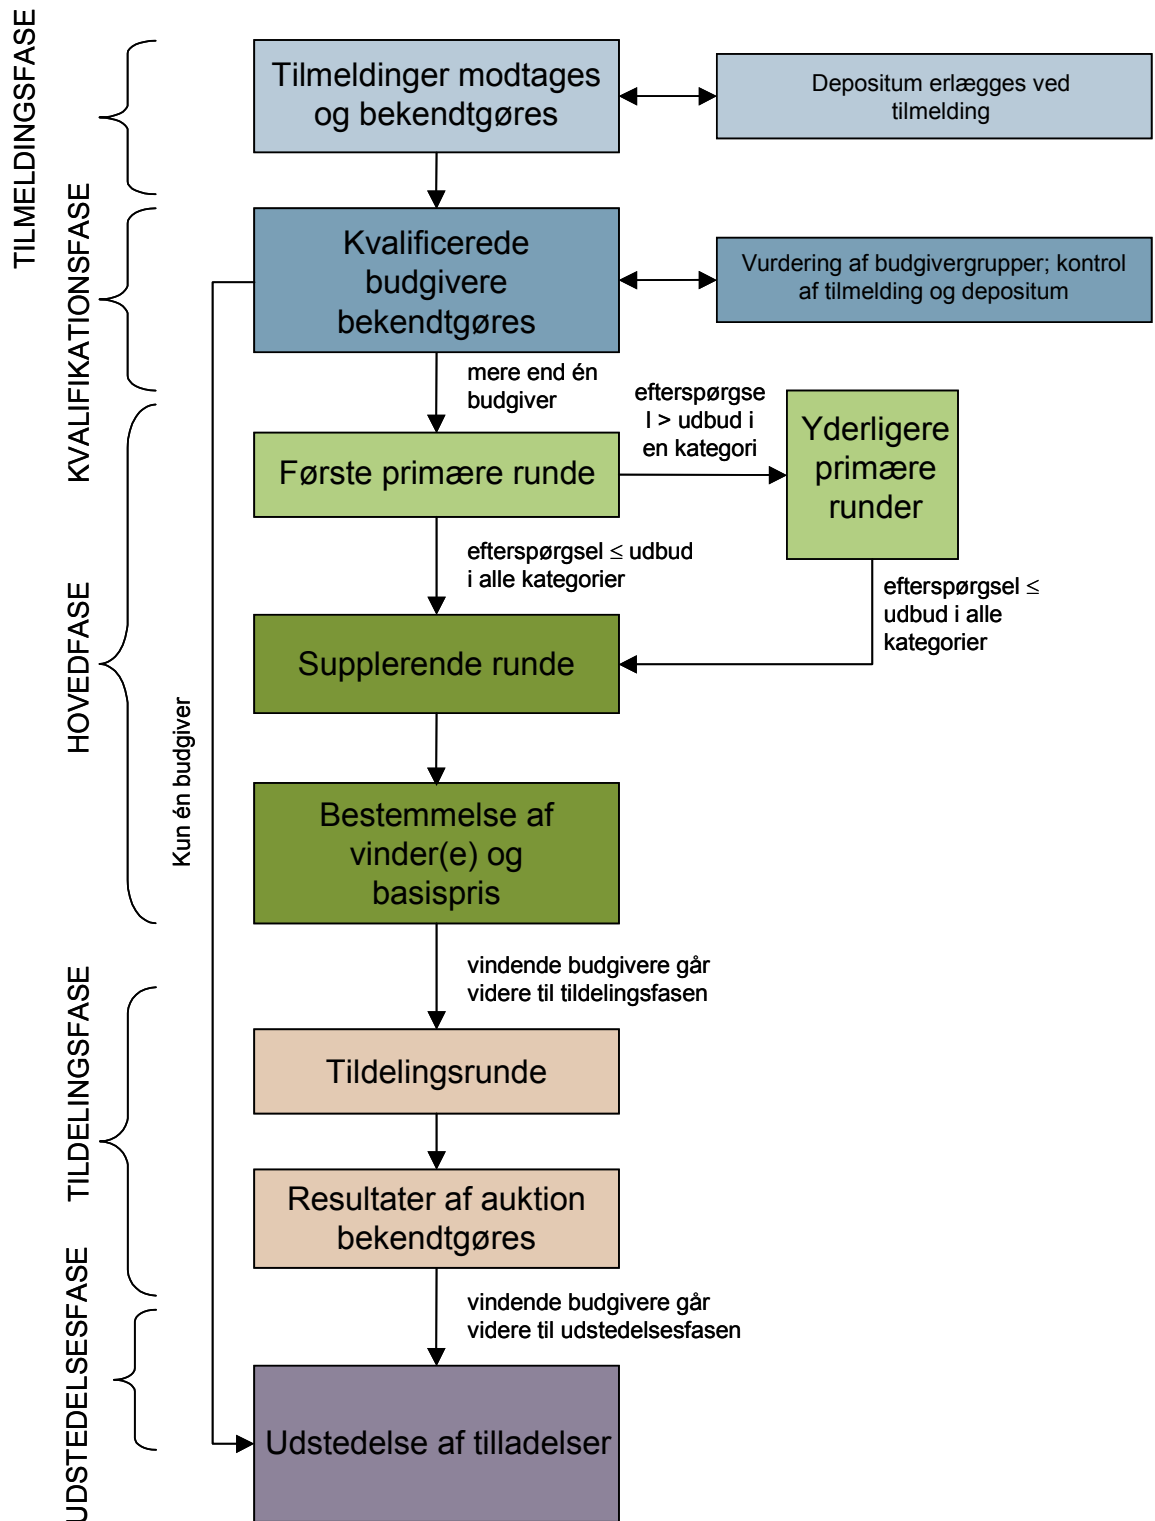 TILMELDINGSFASE
Tilmeldinger modtages
og bekendtgøres
Depositum erlægges ved
tilmelding
KVALIFIKATIONSFASE
Kvalificerede
budgivere
bekendtgøres
Vurdering af budgivergrupper; kontrol
af tilmelding og depositum
mere end én
budgiver
HOVEDFASE
Første primære runde
efterspørgse
l > udbud i
en kategori
Yderligere
primære
runder
efterspørgsel ≤ udbud
i alle kategorier
efterspørgsel ≤
udbud i alle
kategorier
Supplerende runde
Kun én budgiver
Bestemmelse af
vinder(e) og
basispris
vindende budgivere går
videre til tildelingsfasen
TILDELINGSFASE
Tildelingsrunde
Resultater af auktion
bekendtgøres
vindende budgivere går
videre til udstedelsesfasen
UDSTEDELSESFASE
Udstedelse af tilladelser